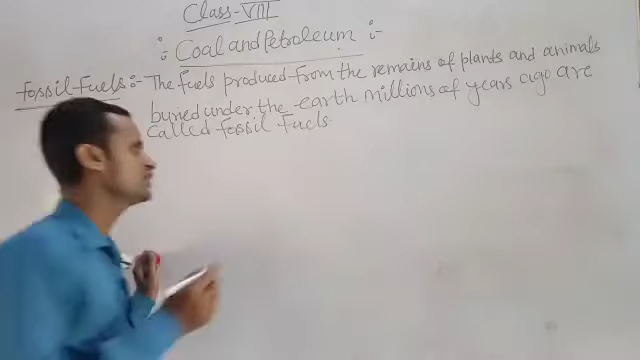 Class-VIII
:- Coal and Petroleum :-
Fossil Fuels:- The fuels produced from the remains of plants and animals
buried under the earth millions of years ago are
called fossil fuels.